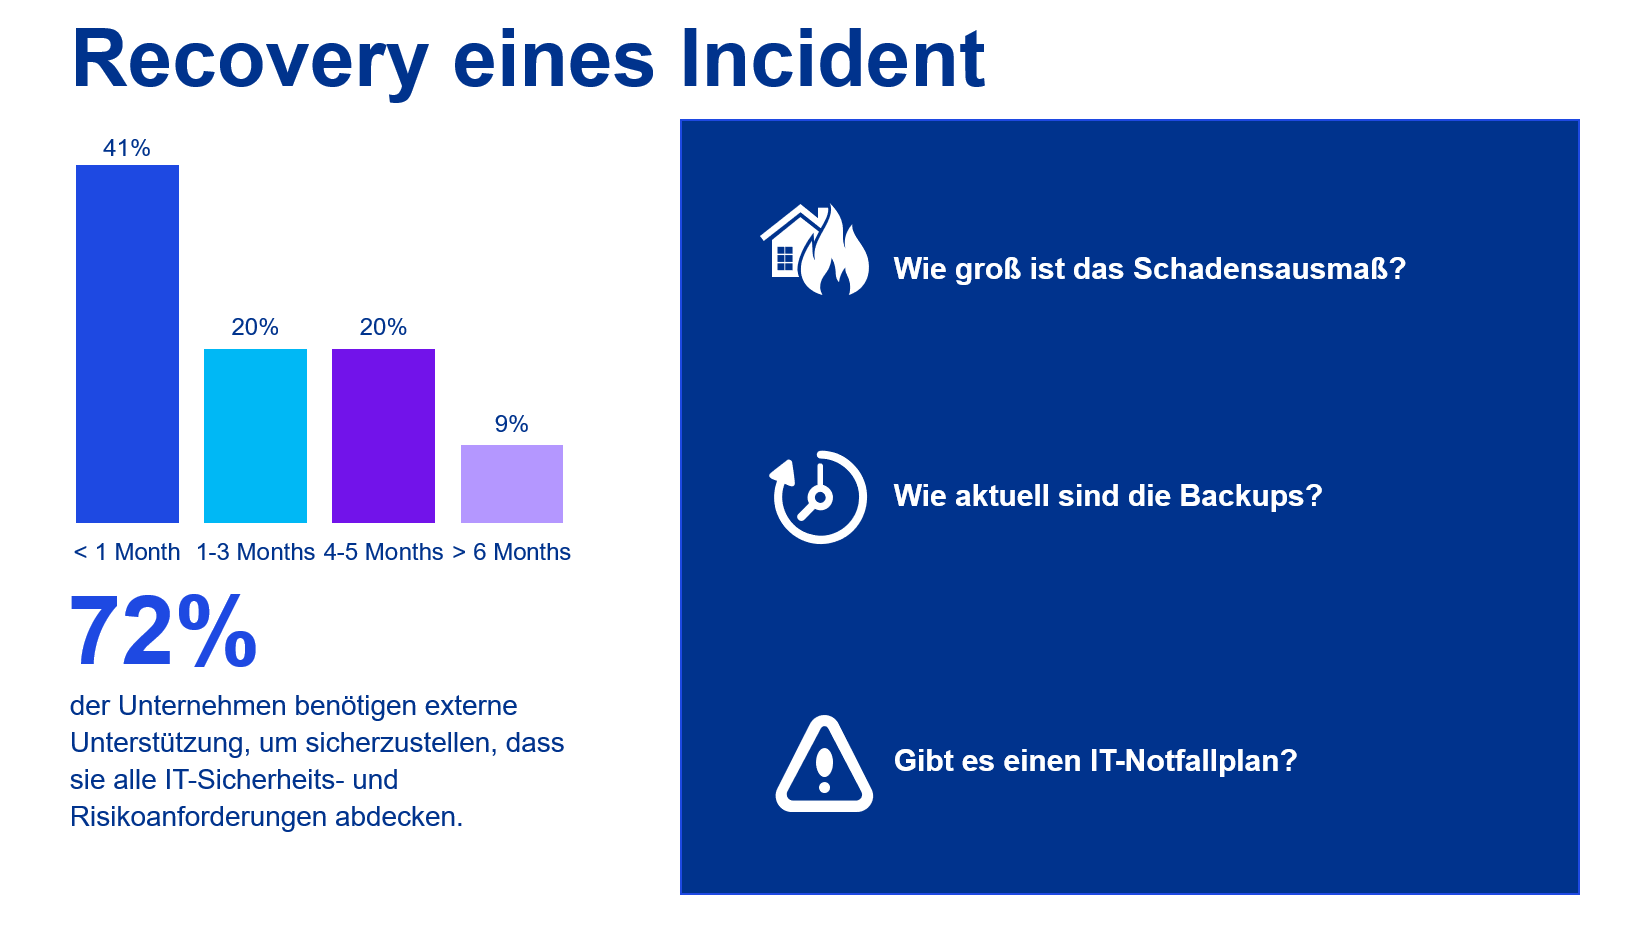 Recovery eines Incident
41%
20%
20%
9%
< 1 Month
1-3 Months
4-5 Months
> 6 Months
72%
der Unternehmen benötigen externe
Unterstützung, um sicherzustellen, dass
sie alle IT-Sicherheits- und
Risikoanforderungen abdecken.
Wie groß ist das Schadensausmaß?
Wie aktuell sind die Backups?
Gibt es einen IT-Notfallplan?